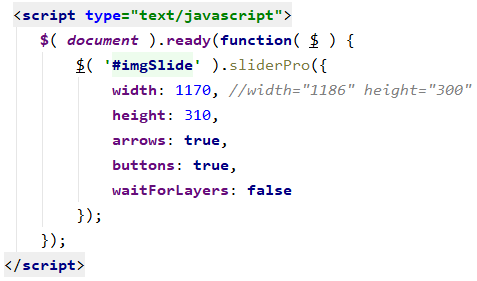 <script type="text/javascript">
$( document ).ready(function( $ ) {
$( '#imgSlide' ).sliderPro({
width: 1170, //width="1186" height="300"
height: 310,
arrows: true,
buttons: true,
waitForLayers: false
});
});
</script>